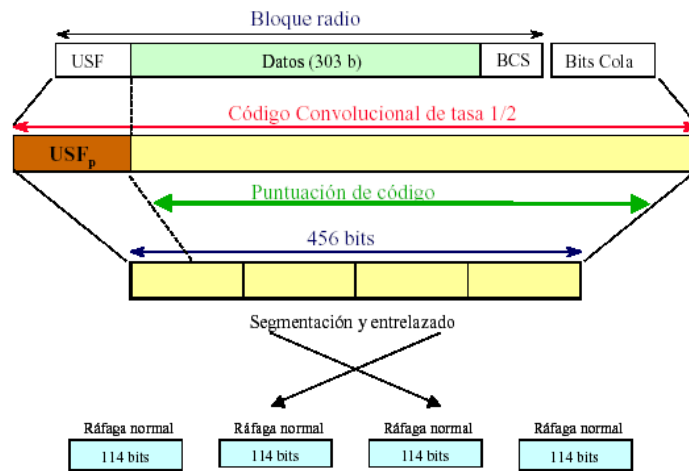 Bloque radio
USF
Datos (303 b)
BCS
Bits Cola
Código Convolucional de tasa 1/2
USFp
Puntuación de código
456 bits
Segmentación y entrelazado
Ráfaga normal
Ráfaga normal
Ráfaga normal
Ráfaga normal
114 bits
114 bits
114 bits
114 bits